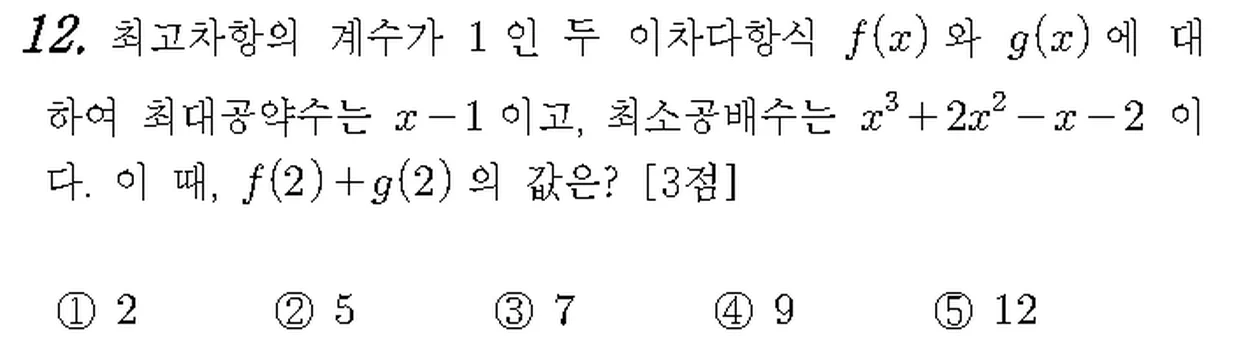 12. 최고차항의 계수가 1 인 두 이차다항식 f(x) 와 g(x) 에 대
하여 최대공약수는 x-1 이고, 최소공배수는 x³+2x²-x-2 이
다. 이 때, f(2)+g(2) 의 값은? [3점]
① 2 ② 5 ③ 7 ④ 9 ⑤ 12